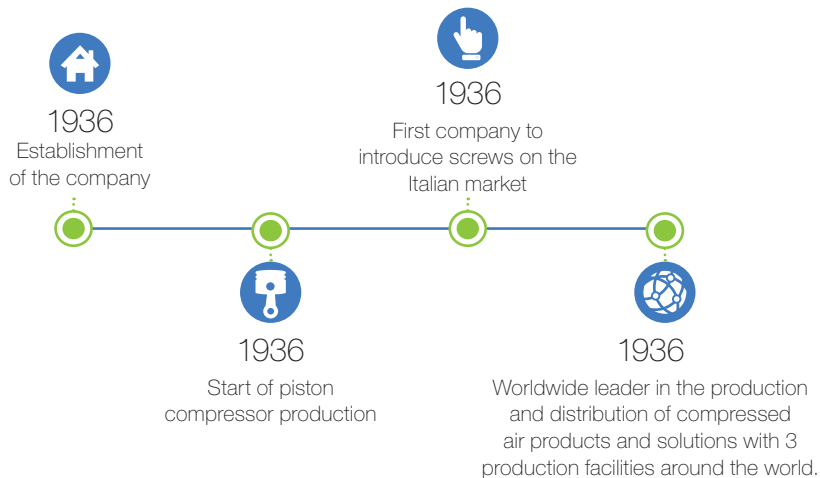 1936
Establishment
of the company
1936
Start of piston
compressor production
1936
First company to
introduce screws on the
Italian market
1936
Worldwide leader in the production
and distribution of compressed
air products and solutions with 3
production facilities around the world.